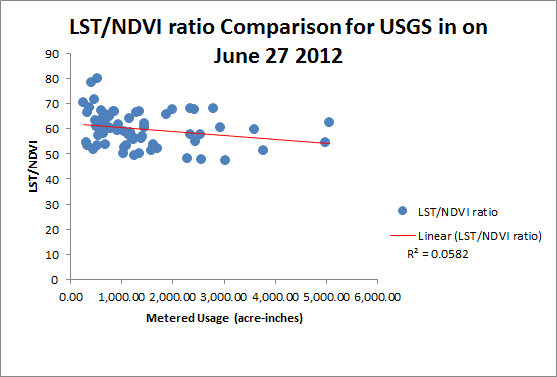 LST/NDVI ratio Comparison for USGS in on
June 27 2012
90
80
70
60
50
40
30
20
10
0
LST/NDVI
0.00 1,000.00 2,000.00 3,000.00 4,000.00 5,000.00 6,000.00
Metered Usage (acre-inches)
LST/NDVI ratio
Linear (LST/NDVI ratio)
R² = 0.0582